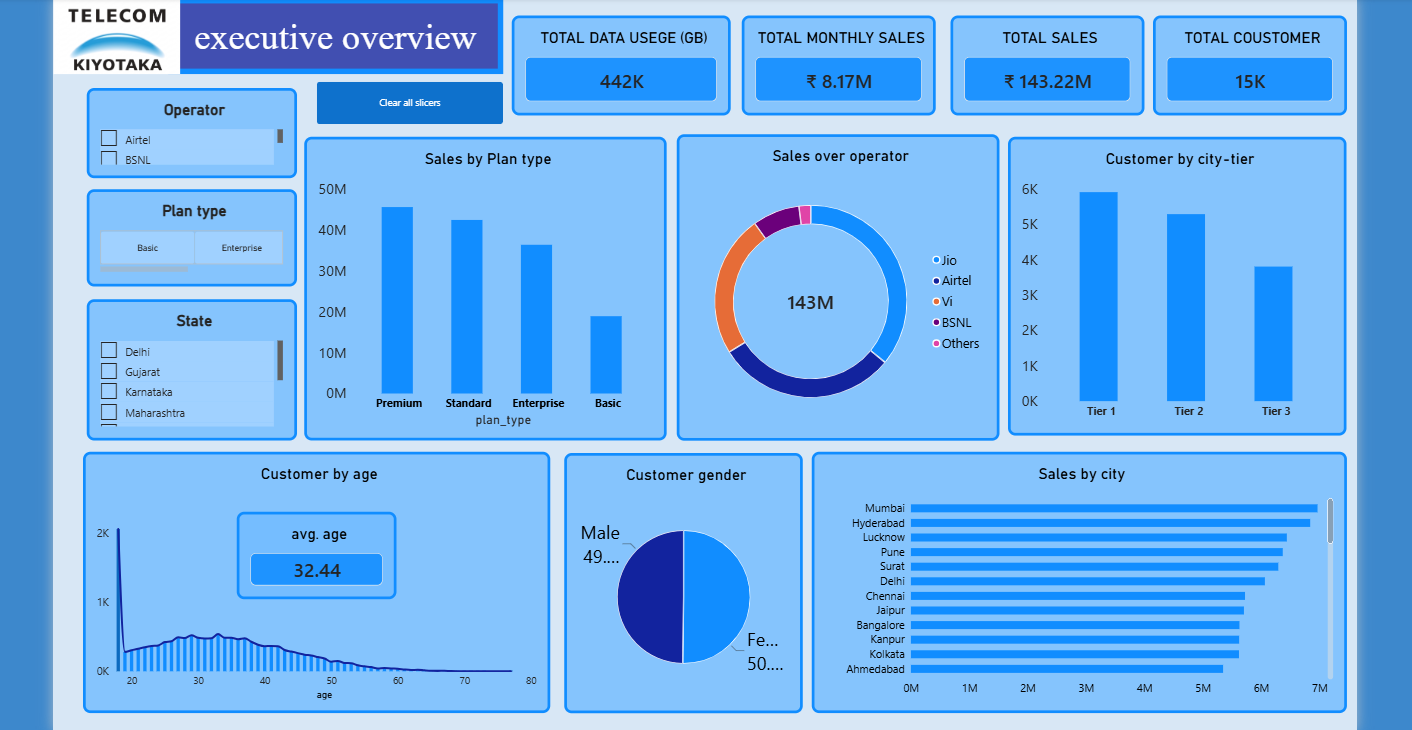 TELECOM
KIYOTAKA
executive overview
TOTAL DATA USEGE (GB)
442K
TOTAL MONTHLY SALES
₹ 8.17M
TOTAL SALES
₹ 143.22M
TOTAL COUSTOMER
15K
Clear all slicers
Operator
Airtel
BSNL
Plan type
Basic Enterprise
State
Delhi
Gujarat
Karnataka
Maharashtra
Sales by Plan type
50M
40M
30M
20M
10M
0M
Premium Standard Enterprise Basic
plan_type
Sales over operator
143M
Jio
Airtel
Vi
BSNL
Others
Customer by city-tier
6K
5K
4K
3K
2K
1K
0K
Tier 1 Tier 2 Tier 3
Customer by age
avg. age
32.44
2K
1K
0K
20 30 40 50 60 70 80
age
Customer gender
Male
49....
Fe...
50....
Sales by city
Mumbai
Hyderabad
Lucknow
Pune
Surat
Delhi
Chennai
Jaipur
Bangalore
Kanpur
Kolkata
Ahmedabad
0M 1M 2M 3M 4M 5M 6M 7M